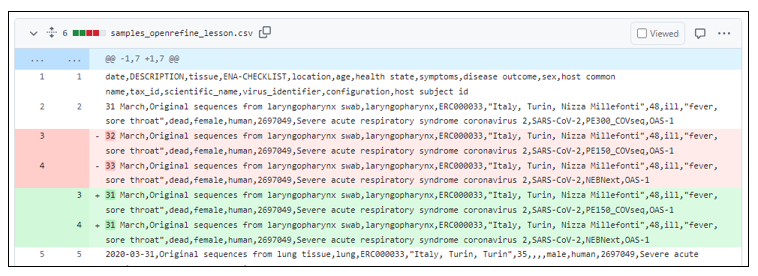 6 samples_openrefine_lesson.csv Viewed ...
... ... @@ -1,7 +1,7 @@
1 1 date,DESCRIPTION,tissue,ENA-CHECKLIST,location,age,health state,symptoms,disease outcome,sex,host common
name,tax_id,scientific_name,virus_identifier,configuration,host subject id
2 2 31 March,Original sequences from laryngopharynx swab,laryngopharynx,ERC000033,"Italy, Turin, Nizza Millefonti",48,ill,"fever,
sore throat",dead,female,human,2697049,Severe acute respiratory syndrome coronavirus 2,SARS-CoV-2,PE300_COVseq,OAS-1
3 - 32 March,Original sequences from laryngopharynx swab,laryngopharynx,ERC000033,"Italy, Turin, Nizza Millefonti",48,ill,"fever,
sore throat",dead,female,human,2697049,Severe acute respiratory syndrome coronavirus 2,SARS-CoV-2,PE150_COVseq,OAS-1
4 - 33 March,Original sequences from laryngopharynx swab,laryngopharynx,ERC000033,"Italy, Turin, Nizza Millefonti",48,ill,"fever,
sore throat",dead,female,human,2697049,Severe acute respiratory syndrome coronavirus 2,SARS-CoV-2,NEBNext,OAS-1
3 + 31 March,Original sequences from laryngopharynx swab,laryngopharynx,ERC000033,"Italy, Turin, Nizza Millefonti",48,ill,"fever,
sore throat",dead,female,human,2697049,Severe acute respiratory syndrome coronavirus 2,SARS-CoV-2,PE150_COVseq,OAS-1
4 + 31 March,Original sequences from laryngopharynx swab,laryngopharynx,ERC000033,"Italy, Turin, Nizza Millefonti",48,ill,"fever,
sore throat",dead,female,human,2697049,Severe acute respiratory syndrome coronavirus 2,SARS-CoV-2,NEBNext,OAS-1
5 5 2020-03-31,Original sequences from lung tissue,lung,ERC000033,"Italy, Turin, Turin",35,,,,male,human,2697049,Severe acute